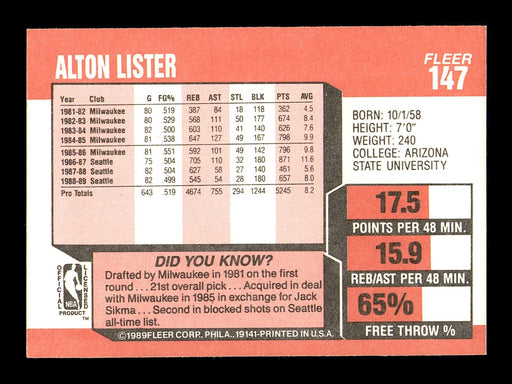 ALTON LISTER
FLEER
147
Year Club G FG% REB AST STL BLK PTS AVG
1981-82 Milwaukee 80 .519 387 84 18 118 362 4.5
1982-83 Milwaukee 80 .529 568 111 50 177 674 8.4
1983-84 Milwaukee 82 .500 603 110 41 140 626 7.6
1984-85 Milwaukee 81 .538 647 127 49 167 798 9.9
1985-86 Milwaukee 81 .551 592 101 49 142 796 9.8
1986-87 Seattle 75 .504 705 110 32 180 871 11.6
1987-88 Seattle 82 .504 627 58 27 140 461 5.6
1988-89 Seattle 82 .499 545 54 28 180 657 8.0
Pro Totals 643 .519 4674 755 294 1244 5245 8.2
BORN: 10/1/58
HEIGHT: 7'0"
WEIGHT: 240
COLLEGE: ARIZONA
STATE UNIVERSITY
17.5
POINTS PER 48 MIN.
15.9
REB/AST PER 48 MIN.
65%
FREE THROW %
DID YOU KNOW?
Drafted by Milwaukee in 1981 on the first
round . . . 21st overall pick . . . Acquired in deal
with Milwaukee in 1985 in exchange for Jack
Sikma . . . Second in blocked shots on Seattle
all-time list.
OFFICIAL
LICENSED
NBA
PRODUCT ™
©1989 FLEER CORP. PHILA., 19141-PRINTED IN U.S.A.